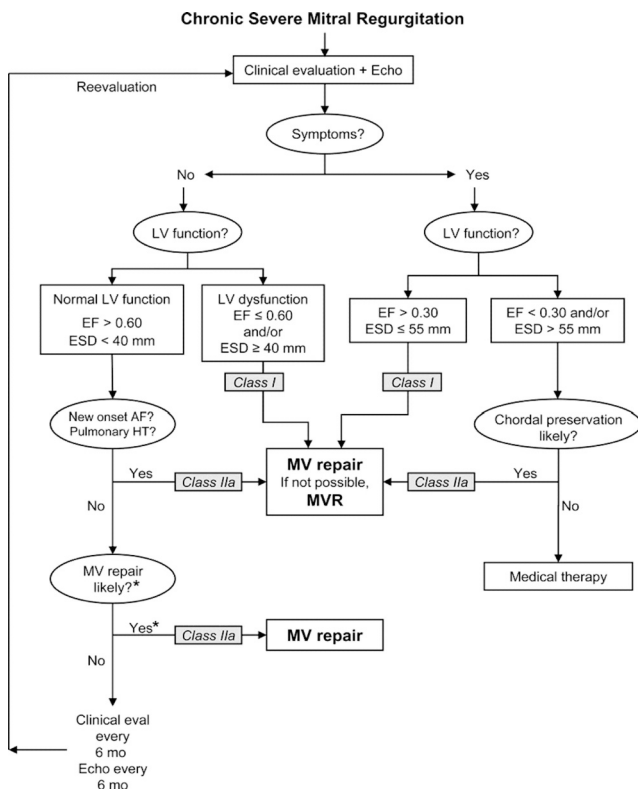 Chronic Severe Mitral Regurgitation
Reevaluation
Clinical evaluation + Echo
Symptoms?
No
Yes
LV function?
LV function?
Normal LV function
EF > 0.60
ESD < 40 mm
LV dysfunction
EF ≤ 0.60
and/or
ESD ≥ 40 mm
EF > 0.30
ESD ≤ 55 mm
EF < 0.30 and/or
ESD > 55 mm
Class I
Class I
New onset AF?
Pulmonary HT?
Chordal preservation
likely?
Yes
Class IIa
MV repair
If not possible,
MVR
Class IIa
Yes
No
No
MV repair
likely?*
Medical therapy
Yes*
Class IIa
MV repair
No
Clinical eval
every
6 mo
Echo every
6 mo